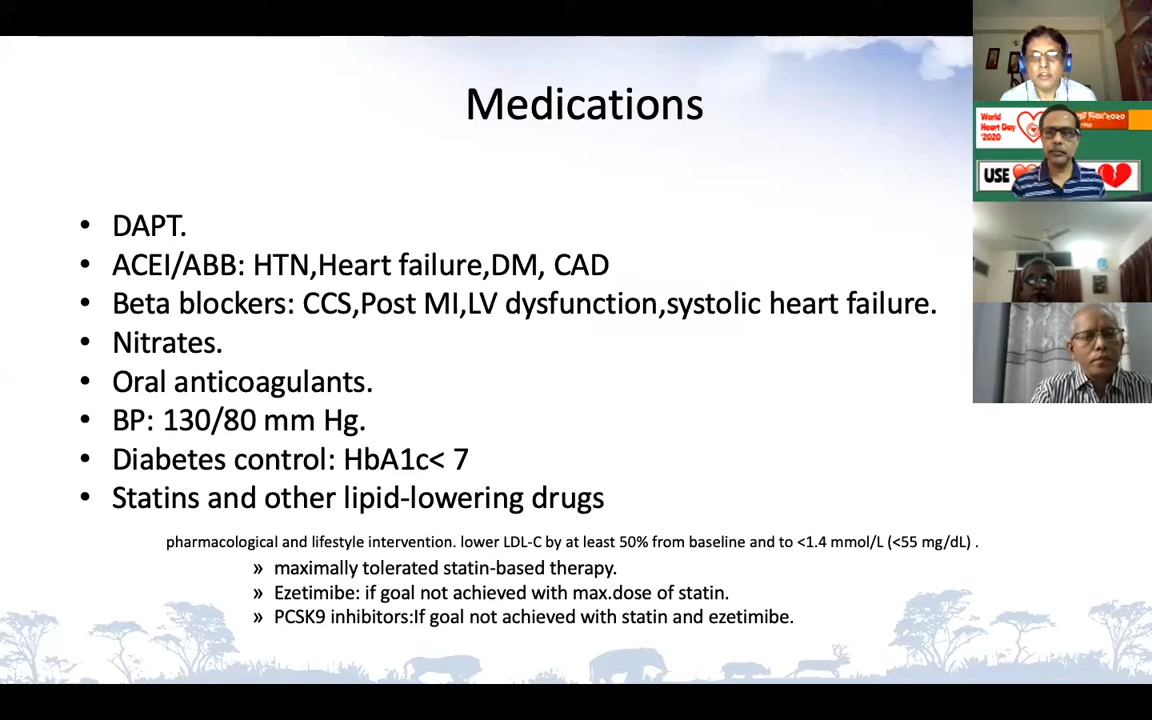 Medications
• DAPT.
• ACEI/ABB: HTN,Heart failure,DM, CAD
• Beta blockers: CCS,Post MI,LV dysfunction,systolic heart failure.
• Nitrates.
• Oral anticoagulants.
• BP: 130/80 mm Hg.
• Diabetes control: HbA1c< 7
• Statins and other lipid-lowering drugs
pharmacological and lifestyle intervention. lower LDL-C by at least 50% from baseline and to <1.4 mmol/L (<55 mg/dL) .
» maximally tolerated statin-based therapy.
» Ezetimibe: if goal not achieved with max.dose of statin.
» PCSK9 inhibitors:If goal not achieved with statin and ezetimibe.
World
Heart Day
'2020
দিবস'২০২০
USE